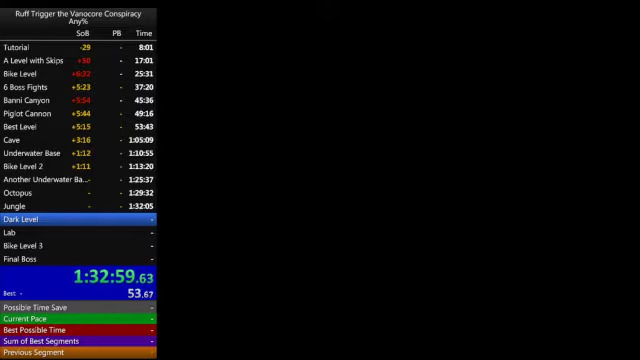 Ruff Trigger the Vanocore Conspiracy
Any%
SoB PB Time
Tutorial -29 - 8:01
A Level with Skips +50 - 17:01
Bike Level +6:32 - 25:31
6 Boss Fights +5:23 - 37:20
Banni Canyon +5:54 - 45:36
Piglot Cannon +5:44 - 49:16
Best Level +5:15 - 53:43
Cave +3:16 - 1:05:09
Underwater Base +1:12 - 1:10:55
Bike Level 2 +1:11 - 1:13:20
Another Underwater Ba... - - 1:25:37
Octopus - - 1:29:32
Jungle - - 1:32:05
Dark Level -
Lab -
Bike Level 3 -
Final Boss -
1:32:59.63
Best - 53.67
Possible Time Save -
Current Pace -
Best Possible Time -
Sum of Best Segments -
Previous Segment -